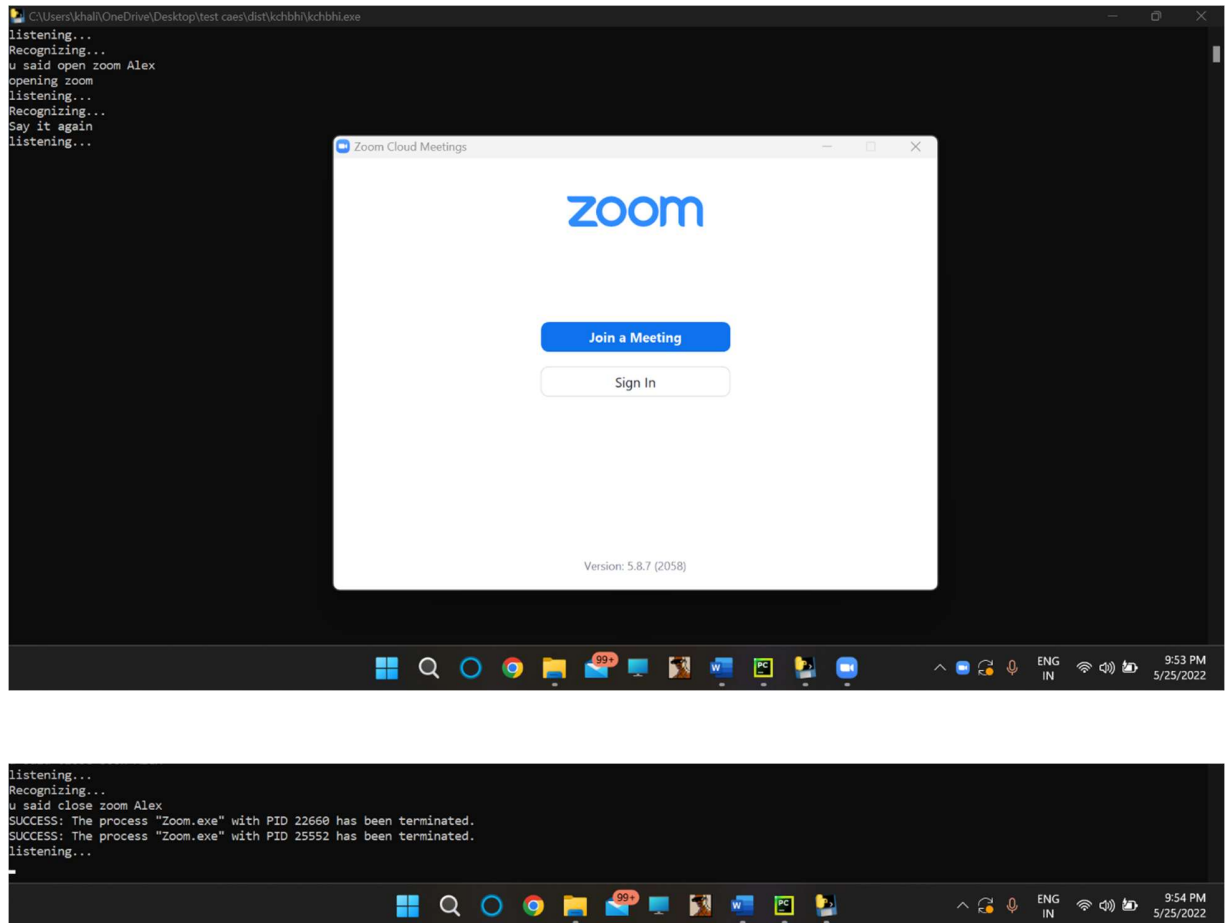 C:\Users\khali\OneDrive\Desktop\test caes\dist\kchbhi\kchbhi.exe
listening...
Recognizing...
u said open zoom Alex
opening zoom
listening...
Recognizing...
Say it again
listening...
Zoom Cloud Meetings
zoom
Join a Meeting
Sign In
Version: 5.8.7 (2058)
99+
W
PC
ENG
IN
9:53 PM
5/25/2022
listening...
Recognizing...
u said close zoom Alex
SUCCESS: The process "Zoom.exe" with PID 22660 has been terminated.
SUCCESS: The process "Zoom.exe" with PID 25552 has been terminated.
listening...
99+
W
PC
ENG
IN
9:54 PM
5/25/2022